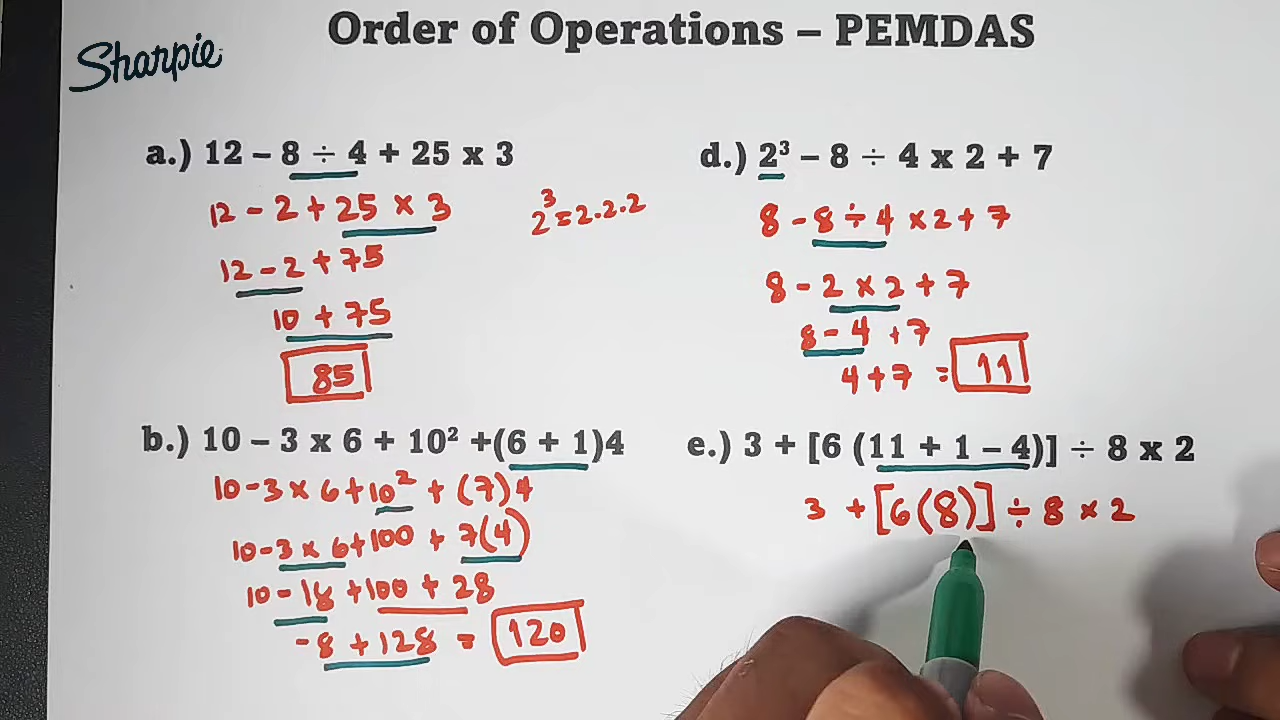 Order of Operations – PEMDAS
Sharpie
a.) 12 – 8 ÷ 4 + 25 x 3
12 - 2 + 25 × 3
12 - 2 + 75
10 + 75
85
2³ = 2.2.2
b.) 10 – 3 x 6 + 10² +(6 + 1)4
10-3 × 6 + 10² + (7)4
10-3 × 6 + 100 + 7(4)
10 - 18 + 100 + 28
-8 + 128 = 120
d.) 2³ – 8 ÷ 4 x 2 + 7
8 - 8 ÷ 4 × 2 + 7
8 - 2 × 2 + 7
8 - 4 + 7
4 + 7 = 11
e.) 3 + [6 (11 + 1 – 4)] ÷ 8 x 2
3 + [6(8)] ÷ 8 × 2